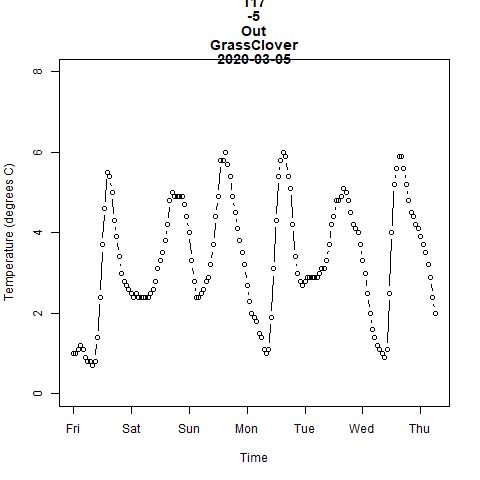 117
-5
Out
GrassClover
2020-03-05
Temperature (degrees C)
8
6
4
2
0
Fri
Sat
Sun
Mon
Tue
Wed
Thu
Time